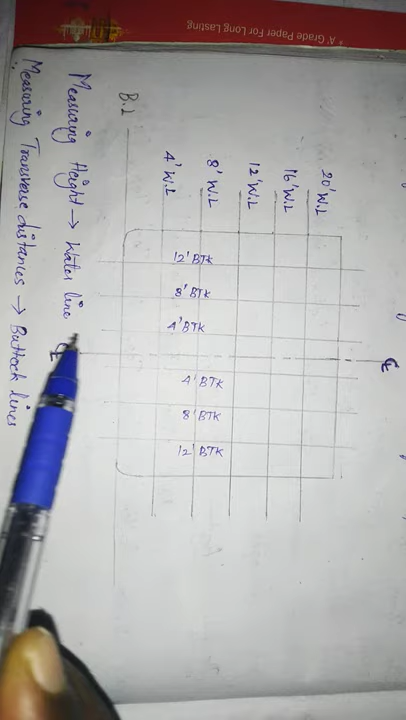 A Grade Paper For Long Lasting
20' W.L
16' W.L
12' W.L
8' W.L
4' W.L
B.L
12' BTK
8' BTK
4' BTK
4' BTK
8' BTK
12' BTK
℄
℄
Measuring Height → Water line
Measuring Transverse distances → Buttock lines